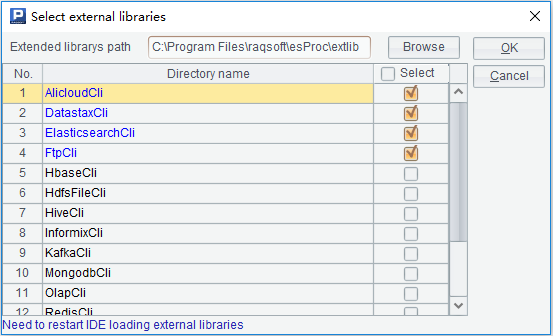 Select external libraries
Extended librarys path C:\Program Files\raqsoft\esProc\extlib Browse OK
Cancel
No. Directory name Select
1 AlicloudCli
2 DatastaxCli
3 ElasticsearchCli
4 FtpCli
5 HbaseCli
6 HdfsFileCli
7 HiveCli
8 InformixCli
9 KafkaCli
10 MongodbCli
11 OlapCli
12 RedisCli
Need to restart IDE loading external libraries